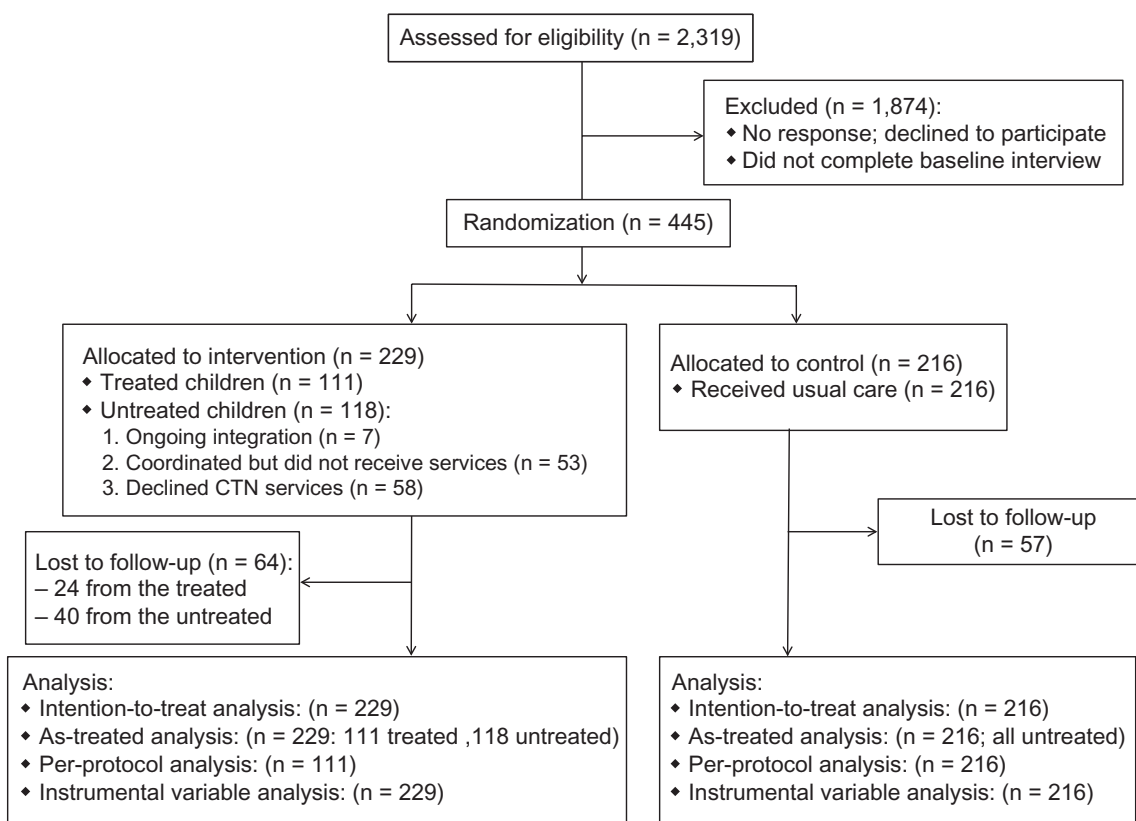 Assessed for eligibility (n = 2,319)
Excluded (n = 1,874):
◆ No response; declined to participate
◆ Did not complete baseline interview
Randomization (n = 445)
Allocated to intervention (n = 229)
◆ Treated children (n = 111)
◆ Untreated children (n = 118):
1. Ongoing integration (n = 7)
2. Coordinated but did not receive services (n = 53)
3. Declined CTN services (n = 58)
Allocated to control (n = 216)
◆ Received usual care (n = 216)
Lost to follow-up
(n = 57)
Lost to follow-up (n = 64):
– 24 from the treated
– 40 from the untreated
Analysis:
◆ Intention-to-treat analysis: (n = 229)
◆ As-treated analysis: (n = 229: 111 treated ,118 untreated)
◆ Per-protocol analysis: (n = 111)
◆ Instrumental variable analysis: (n = 229)
Analysis:
◆ Intention-to-treat analysis: (n = 216)
◆ As-treated analysis: (n = 216; all untreated)
◆ Per-protocol analysis: (n = 216)
◆ Instrumental variable analysis: (n = 216)